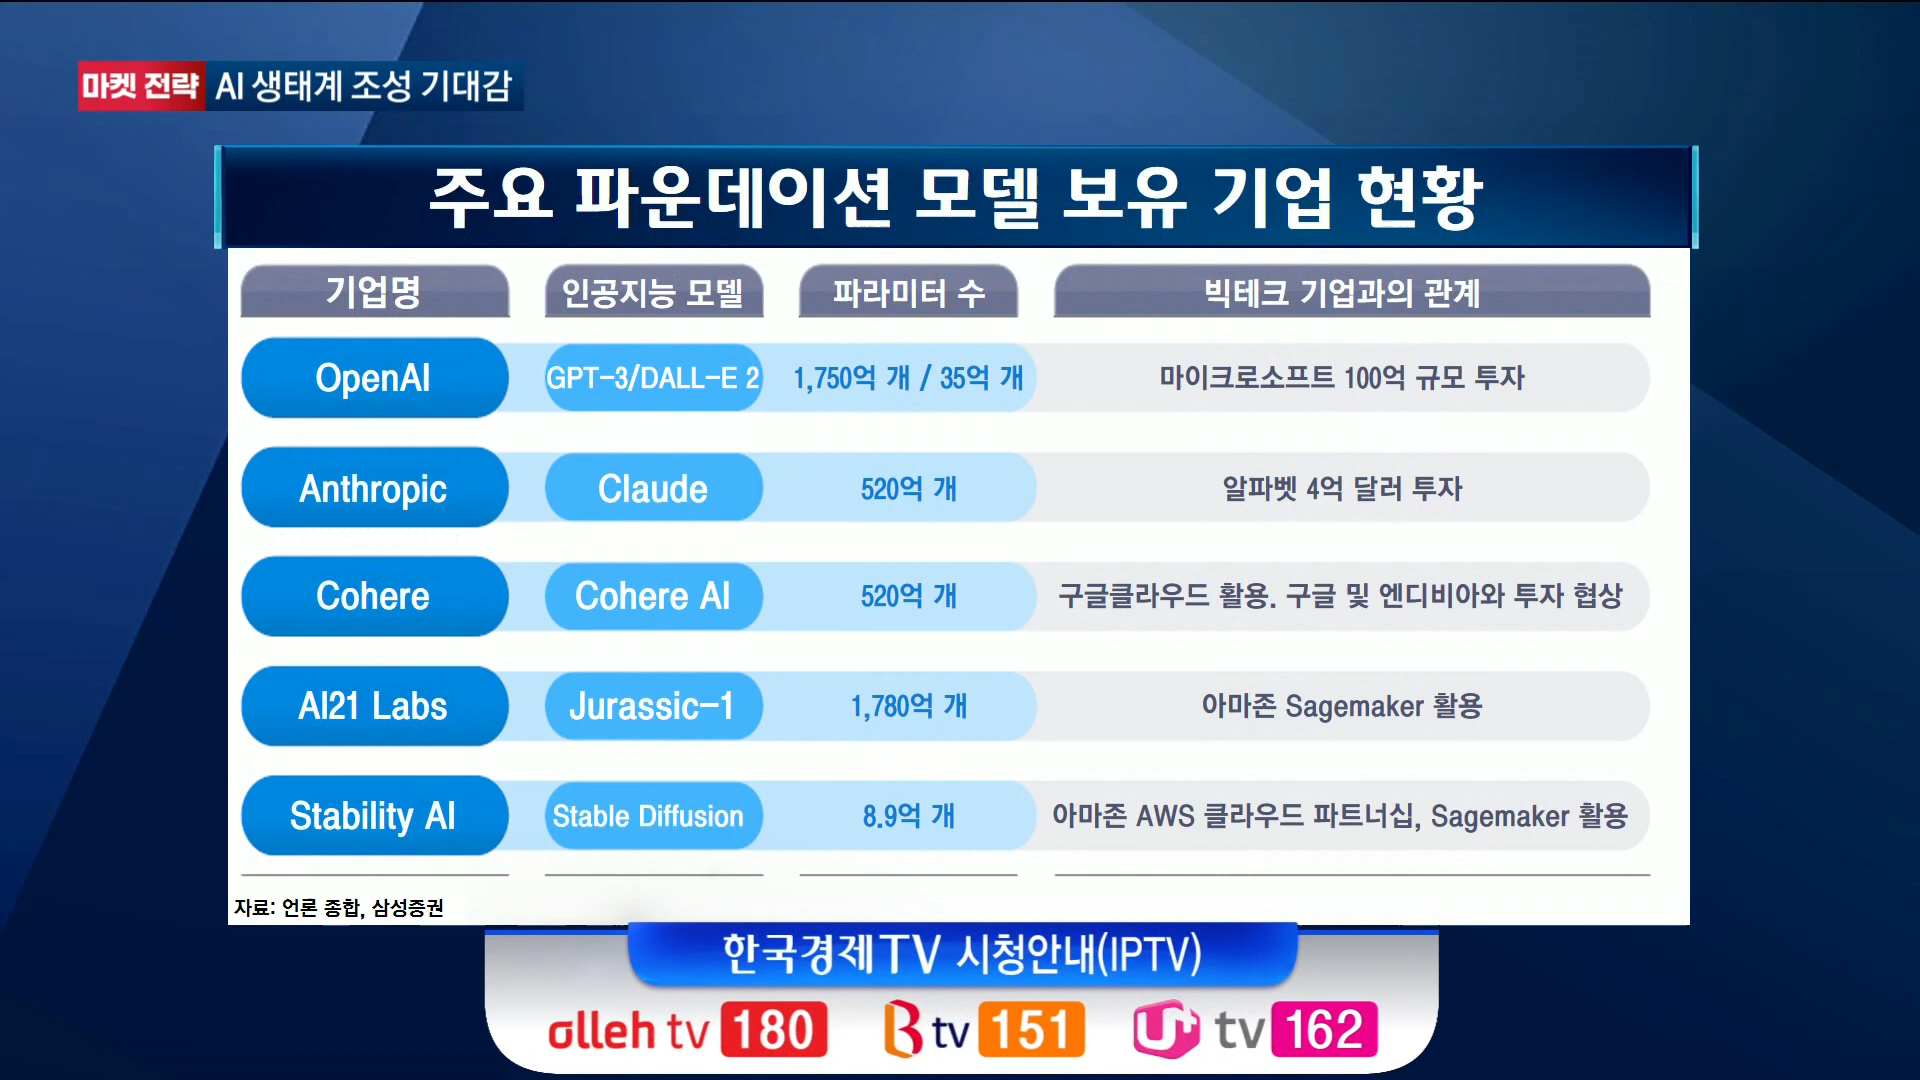 마켓 전략 AI 생태계 조성 기대감
주요 파운데이션 모델 보유 기업 현황
기업명 인공지능 모델 파라미터 수 빅테크 기업과의 관계
OpenAI GPT-3/DALL-E 2 1,750억 개 / 35억 개 마이크로소프트 100억 규모 투자
Anthropic Claude 520억 개 알파벳 4억 달러 투자
Cohere Cohere AI 520억 개 구글클라우드 활용. 구글 및 엔디비아와 투자 협상
AI21 Labs Jurassic-1 1,780억 개 아마존 Sagemaker 활용
Stability AI Stable Diffusion 8.9억 개 아마존 AWS 클라우드 파트너십, Sagemaker 활용
자료: 언론 종합, 삼성증권
한국경제TV 시청안내(IPTV)
olleh tv 180 B tv 151 U+ tv 162